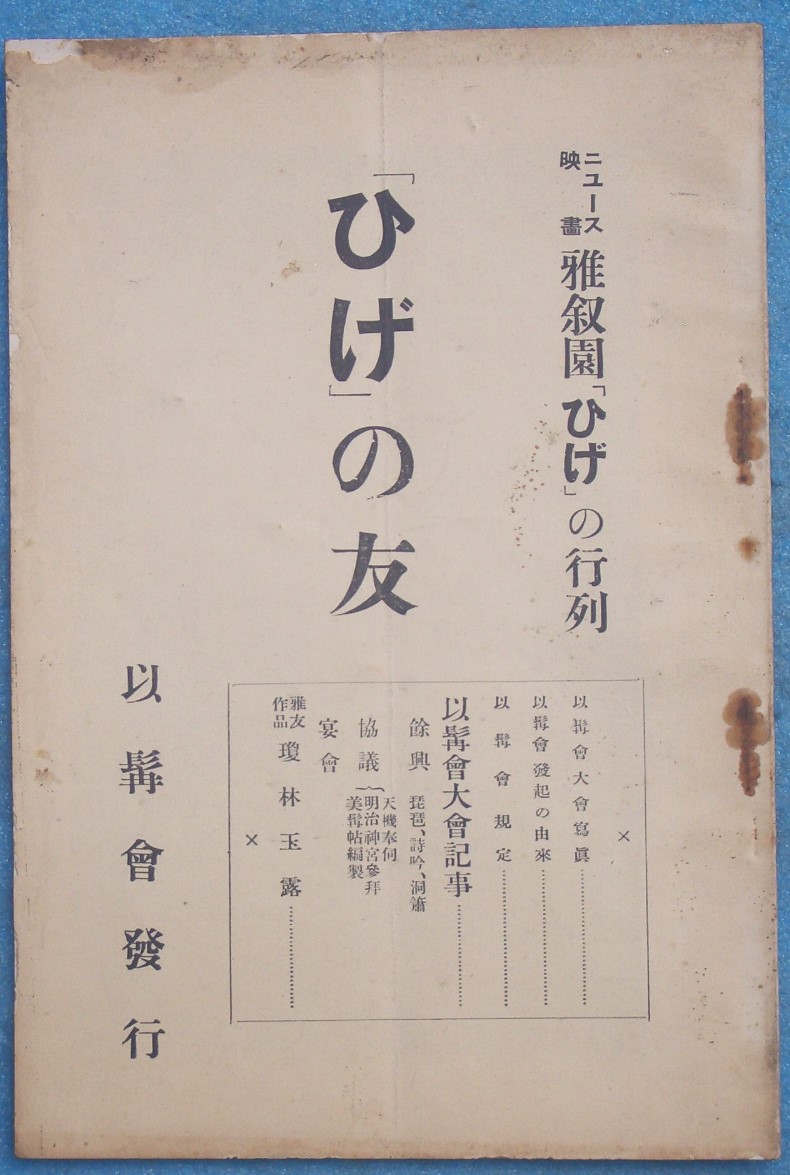 ニュース映畫 雅叙園「ひげ」の行列
「ひげ」の友
×
以髯會大會寫眞
以髯會發起の由來
以髯會規定
以髯會大會記事
餘興 琵琶、詩吟、洞簫
協議 天機奉伺
明治神宮參拜
美髯帖編製
宴會
雅友作品 瓊林玉露
×
以髯會發行